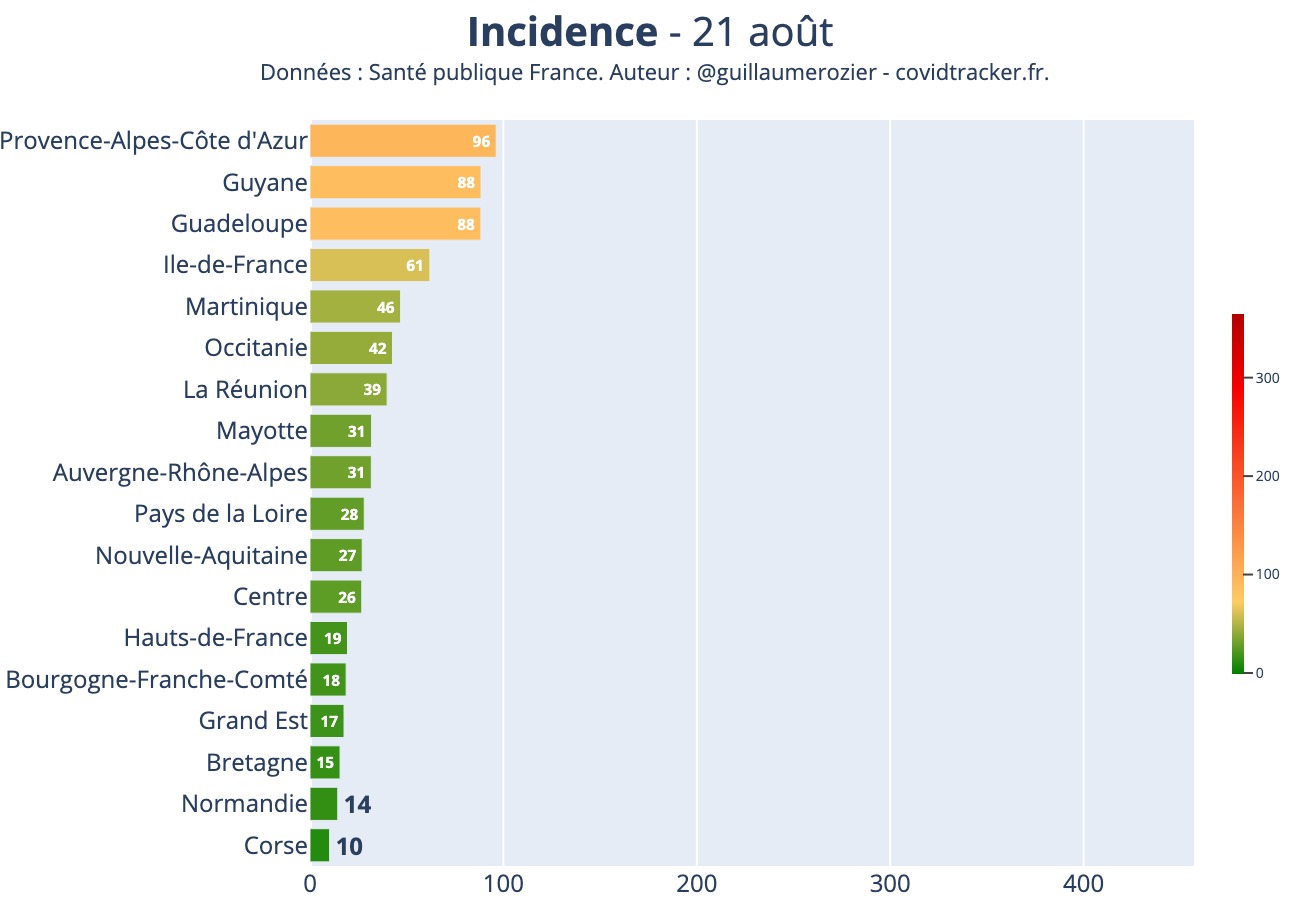 Incidence - 21 août
Données : Santé publique France. Auteur : @guillaumerozier - covidtracker.fr.
Provence-Alpes-Côte d'Azur 96
Guyane 88
Guadeloupe 88
Ile-de-France 61
Martinique 46
Occitanie 42
La Réunion 39
Mayotte 31
Auvergne-Rhône-Alpes 31
Pays de la Loire 28
Nouvelle-Aquitaine 27
Centre 26
Hauts-de-France 19
Bourgogne-Franche-Comté 18
Grand Est 17
Bretagne 15
Normandie 14
Corse 10
0 100 200 300 400
300
200
100
0